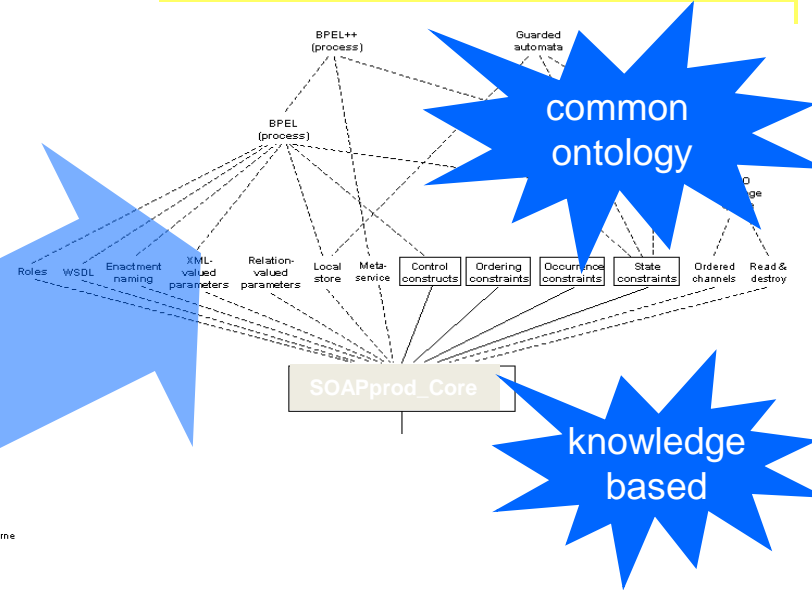 BPEL++
(process)
Guarded
automata
common
ontology
BPEL
(process)
Roles
WSDL
Enactment
naming
XML-
valued
parameters
Relation-
valued
parameters
Local
store
Meta-
service
Control
constructs
Ordering
constraints
Occurrence
constraints
State
constraints
Ordered
channels
Read &
destroy
SOAPprod_Core
knowledge
based